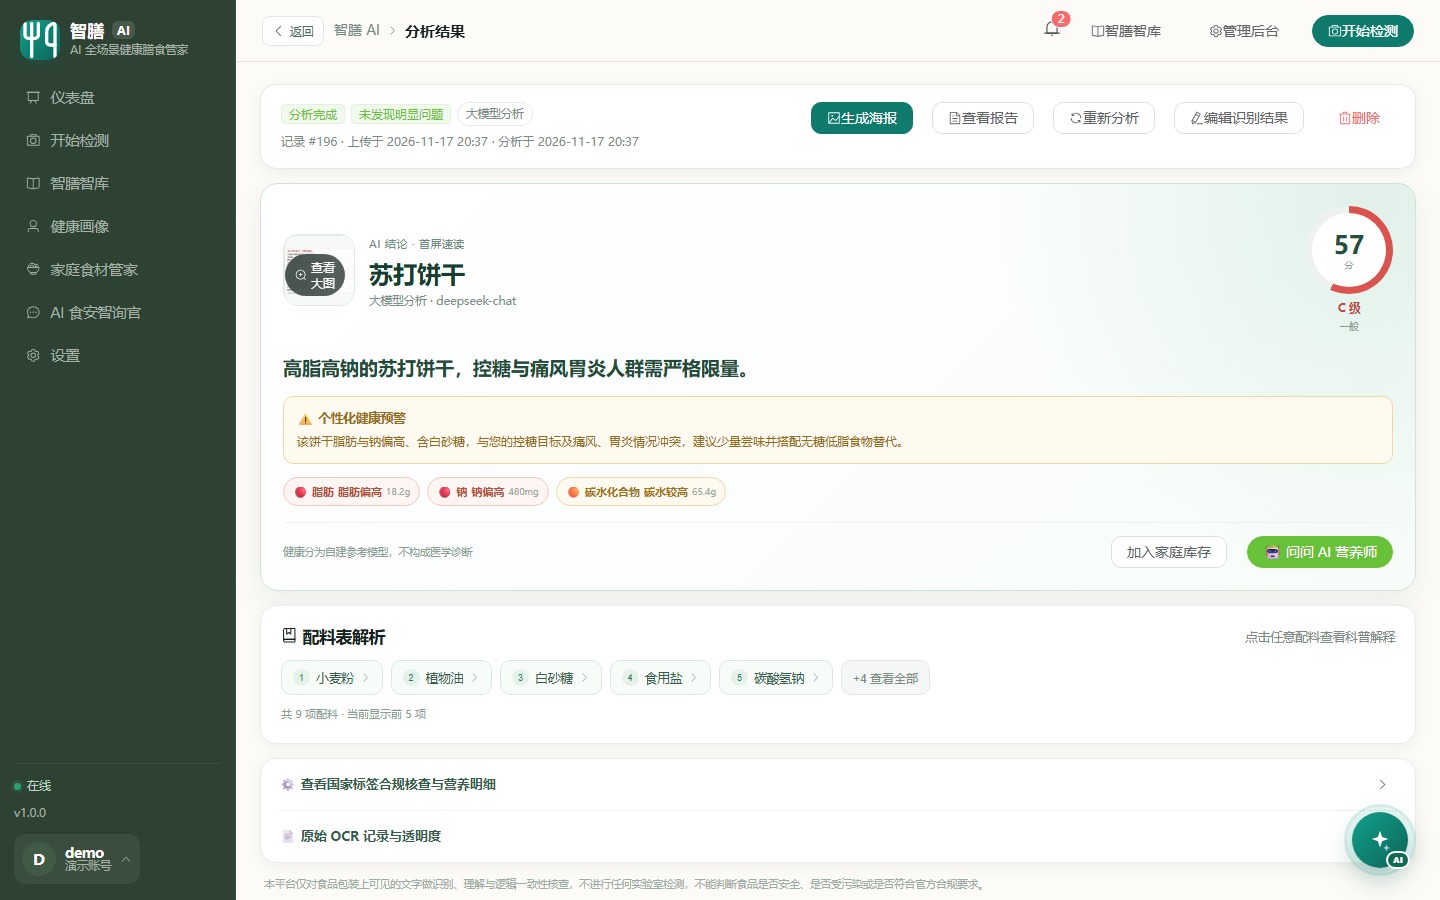 智膳 AI
AI 全场景健康膳食管家
仪表盘
开始检测
智膳智库
健康画像
家庭食材管家
AI 食安智询官
设置
在线
v1.0.0
D
demo
演示账号
返回
智膳 AI
分析结果
2
智膳智库
管理后台
开始检测
分析完成
未发现明显问题
大模型分析
记录 #196 · 上传于 2026-11-17 20:37 · 分析于 2026-11-17 20:37
生成海报
查看报告
重新分析
编辑识别结果
删除
查看
大图
AI 结论 · 首屏速读
苏打饼干
大模型分析 · deepseek-chat
57
分
C 级
一般
高脂高钠的苏打饼干，控糖与痛风胃炎人群需严格限量。
个性化健康预警
该饼干脂肪与钠偏高、含白砂糖，与您的控糖目标及痛风、胃炎情况冲突，建议少量尝味并搭配无糖低脂食物替代。
脂肪 脂肪偏高 18.2g
钠 钠偏高 480mg
碳水化合物 碳水较高 65.4g
健康分为自建参考模型，不构成医学诊断
加入家庭库存
问问 AI 营养师
配料表解析
点击任意配料查看科普解释
1 小麦粉
2 植物油
3 白砂糖
4 食用盐
5 碳酸氢钠
+4 查看全部
共 9 项配料 · 当前显示前 5 项
查看国家标签合规核查与营养明细
原始 OCR 记录与透明度
AI
本平台仅对食品包装上可见的文字做识别、理解与逻辑一致性核查，不进行任何实验室检测，不能判断食品是否安全、是否受污染或是否符合官方合规要求。